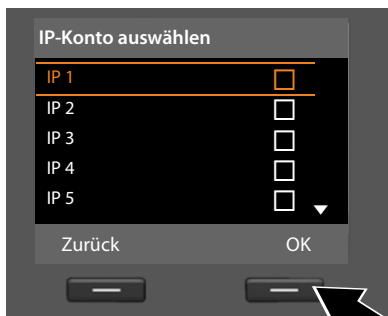 IP-Konto auswählen
IP 1
IP 2
IP 3
IP 4
IP 5
Zurück OK